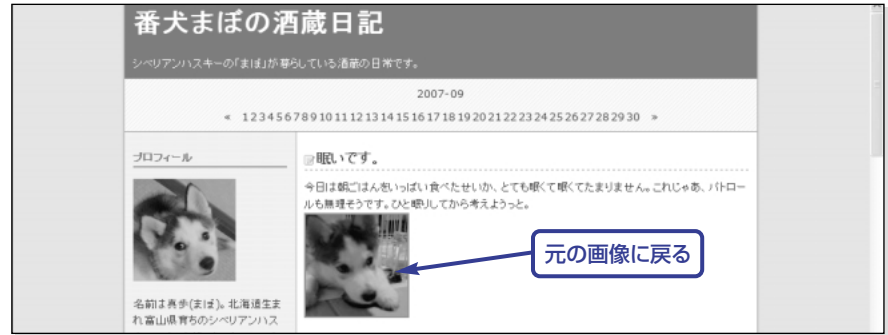 番犬まぼの酒蔵日記
シベリアンハスキーの「まほ」が暮らしている酒蔵の日常です。
2007-09
« 1 2 3 4 5 6 7 8 9 10 11 12 13 14 15 16 17 18 19 20 21 22 23 24 25 26 27 28 29 30 »
プロフィール
眠いです。
今日は朝ごはんをいっぱい食べたせいか、とても眠くて眠くてたまりません。これじゃあ、パトロー
ルも無理そうです。ひと眠りしてから考えようっと。
元の画像に戻る
名前は真歩(まほ)。北海道生ま
れ富山県育ちのシベリアンハス